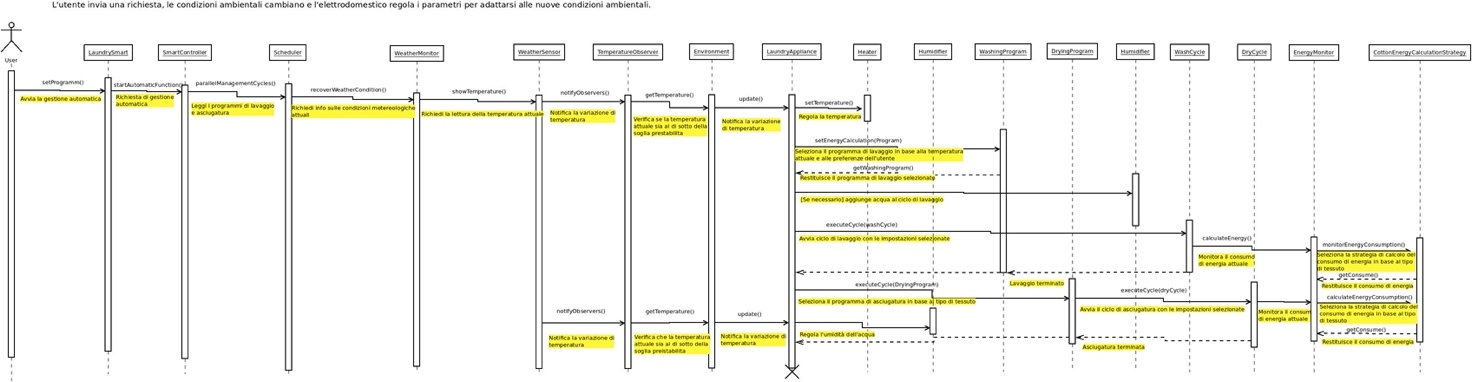 L'utente invia una richiesta, le condizioni ambientali cambiano e l'elettrodomestico regola i parametri per adattarsi alle nuove condizioni ambientali.
User
LaundrySmart
SmartController
Scheduler
WeatherMonitor
WeatherSensor
TemperatureObserver
Environment
LaundryAppliance
Heater
Humidifier
WashingProgram
DryingProgram
Humidifier
WashCycle
DryCycle
EnergyMonitor
CottonEnergyCalculationStrategy
setProgramm()
Avvia la gestione automatica
startAutomaticFunction()
Richiesta di gestione
automatica
parallelManagementCycles()
Leggi i programmi di lavaggio
e asciugatura
recoverWeatherCondition()
Richiedi info sulle condizioni metereologiche
attuali
showTemperature()
Richiedi la lettura della temperatura attuale
notifyObservers()
Notifica la variazione di
temperatura
getTemperature()
Verifica se la temperatura
attuale sia al di sotto della
soglia prestabilita
update()
Notifica la variazione
di temperatura
setTemperature()
Regola la temperatura
setEnergyCalculation(Program)
Seleziona il programma di lavaggio in base alla temperatura
attuale e alle preferenze dell'utente
getWashingProgram()
Restituisce il programma di lavaggio selezionato
[Se necessario] aggiunge acqua al ciclo di lavaggio
executeCycle(washCycle)
Avvia ciclo di lavaggio con le impostazioni selezionate
calculateEnergy()
Monitora il consumo
di energia attuale
monitorEnergyConsumption()
Seleziona la strategia di calcolo del
consumo di energia in base al tipo
di tessuto
getConsume()
Restituisce il consumo di energia
Lavaggio terminato
executeCycle(DryingProgram)
Seleziona il programma di asciugatura in base al tipo di tessuto
executeCycle(dryCycle)
Avvia il ciclo di asciugatura con le impostazioni selezionate
Monitora il consumo
di energia attuale
calculateEnergyConsumption()
Seleziona la strategia di calcolo del
consumo di energia in base al tipo
di tessuto
getConsume()
Restituisce il consumo di energia
notifyObservers()
Notifica la variazione di
temperatura
getTemperature()
Verifica che la temperatura
attuale sia al di sotto della
soglia preistabilita
update()
Notifica la variazione di
temperatura
Regola l'umidità dell'acqua
Asciugatura terminata